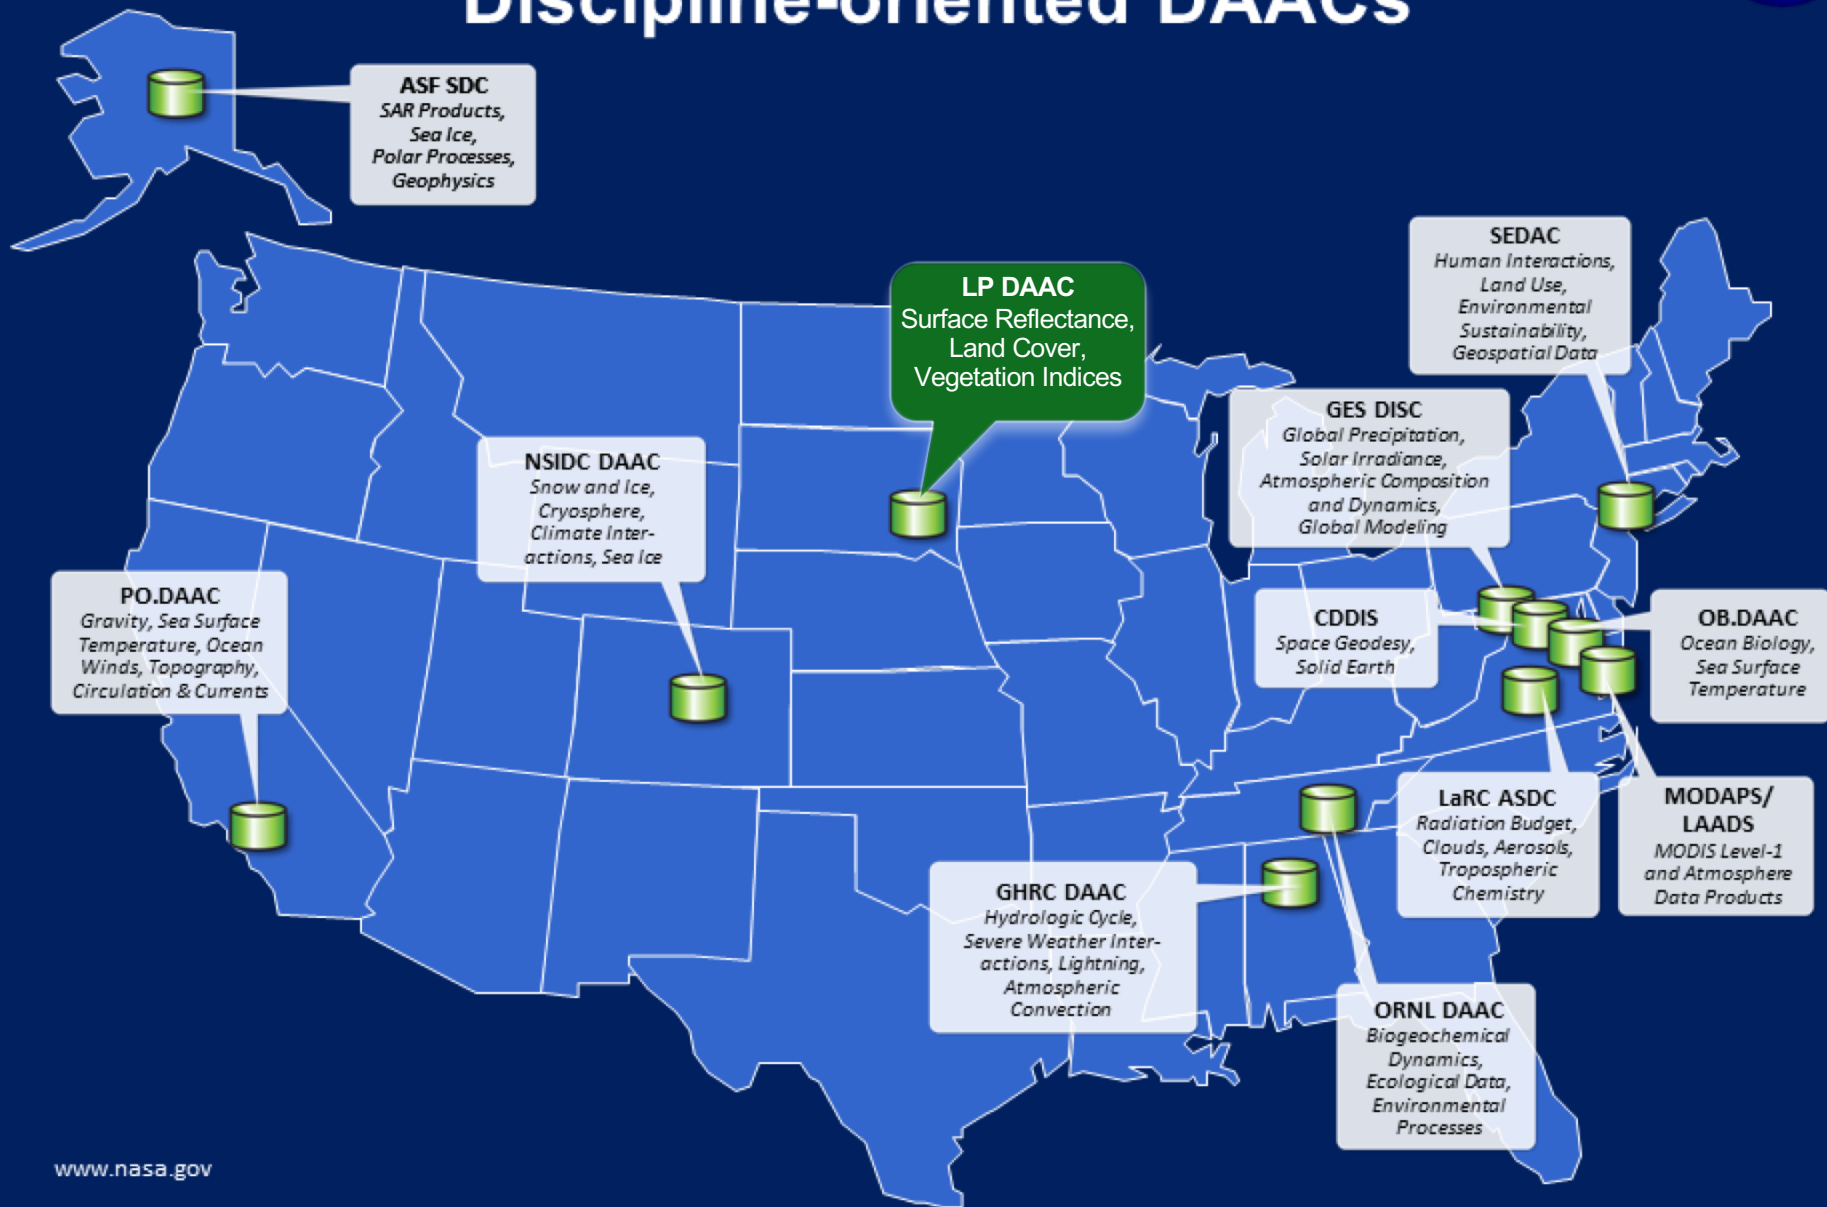 Discipline-oriented DAACs
ASF SDC
SAR Products,
Sea Ice,
Polar Processes,
Geophysics
SEDAC
Human Interactions,
Land Use,
Environmental
Sustainability,
Geospatial Data
LP DAAC
Surface Reflectance,
Land Cover,
Vegetation Indices
GES DISC
Global Precipitation,
Solar Irradiance,
Atmospheric Composition
and Dynamics,
Global Modeling
NSIDC DAAC
Snow and Ice,
Cryosphere,
Climate Inter-
actions, Sea Ice
PO.DAAC
Gravity, Sea Surface
Temperature, Ocean
Winds, Topography,
Circulation & Currents
CDDIS
Space Geodesy,
Solid Earth
OB.DAAC
Ocean Biology,
Sea Surface
Temperature
LaRC ASDC
Radiation Budget,
Clouds, Aerosols,
Tropospheric
Chemistry
MODAPS/
LAADS
MODIS Level-1
and Atmosphere
Data Products
GHRC DAAC
Hydrologic Cycle,
Severe Weather Inter-
actions, Lightning,
Atmospheric
Convection
ORNL DAAC
Biogeochemical
Dynamics,
Ecological Data,
Environmental
Processes
www.nasa.gov